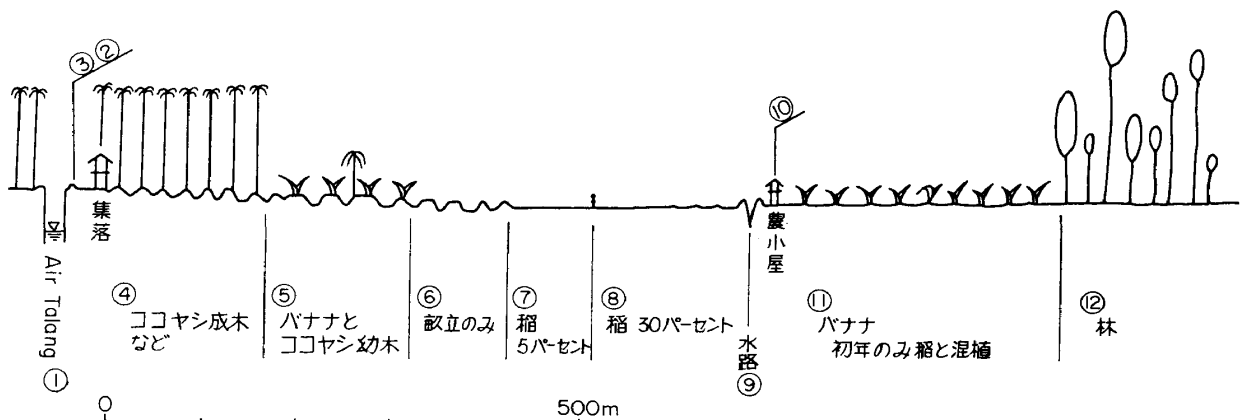 ③②
⑩
集落
農小屋
Air Talang ①
④
ココヤシ成木
など
⑤
バナナと
ココヤシ幼木
⑥
畝立のみ
⑦
稲
5パーセント
⑧
稲 30パーセント
水路
⑨
⑪
バナナ
初年のみ稲と混植
⑫
林
0
500m